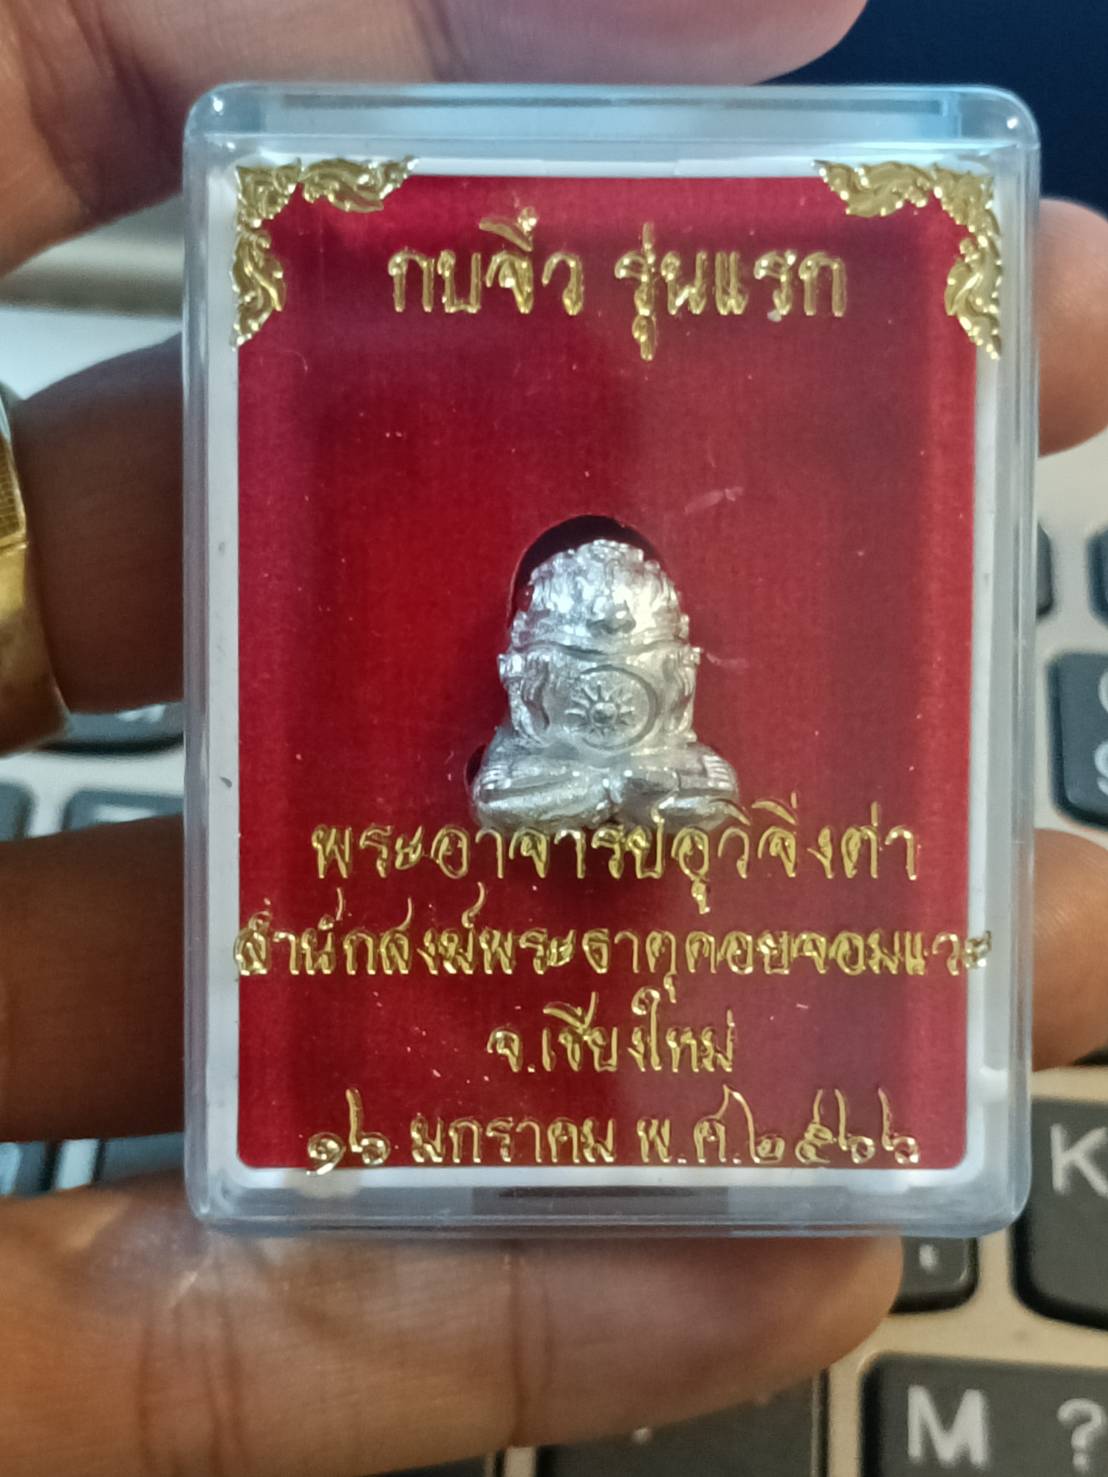 กบจิ๋ว รุ่นแรก
พระอาจารย์อุวิจิ่งต่า
สำนักสงฆ์พระธาตุดอยจอมแวะ
จ.เชียงใหม่
๑๖ มกราคม พ.ศ.๒๕๖๖
K
M ?